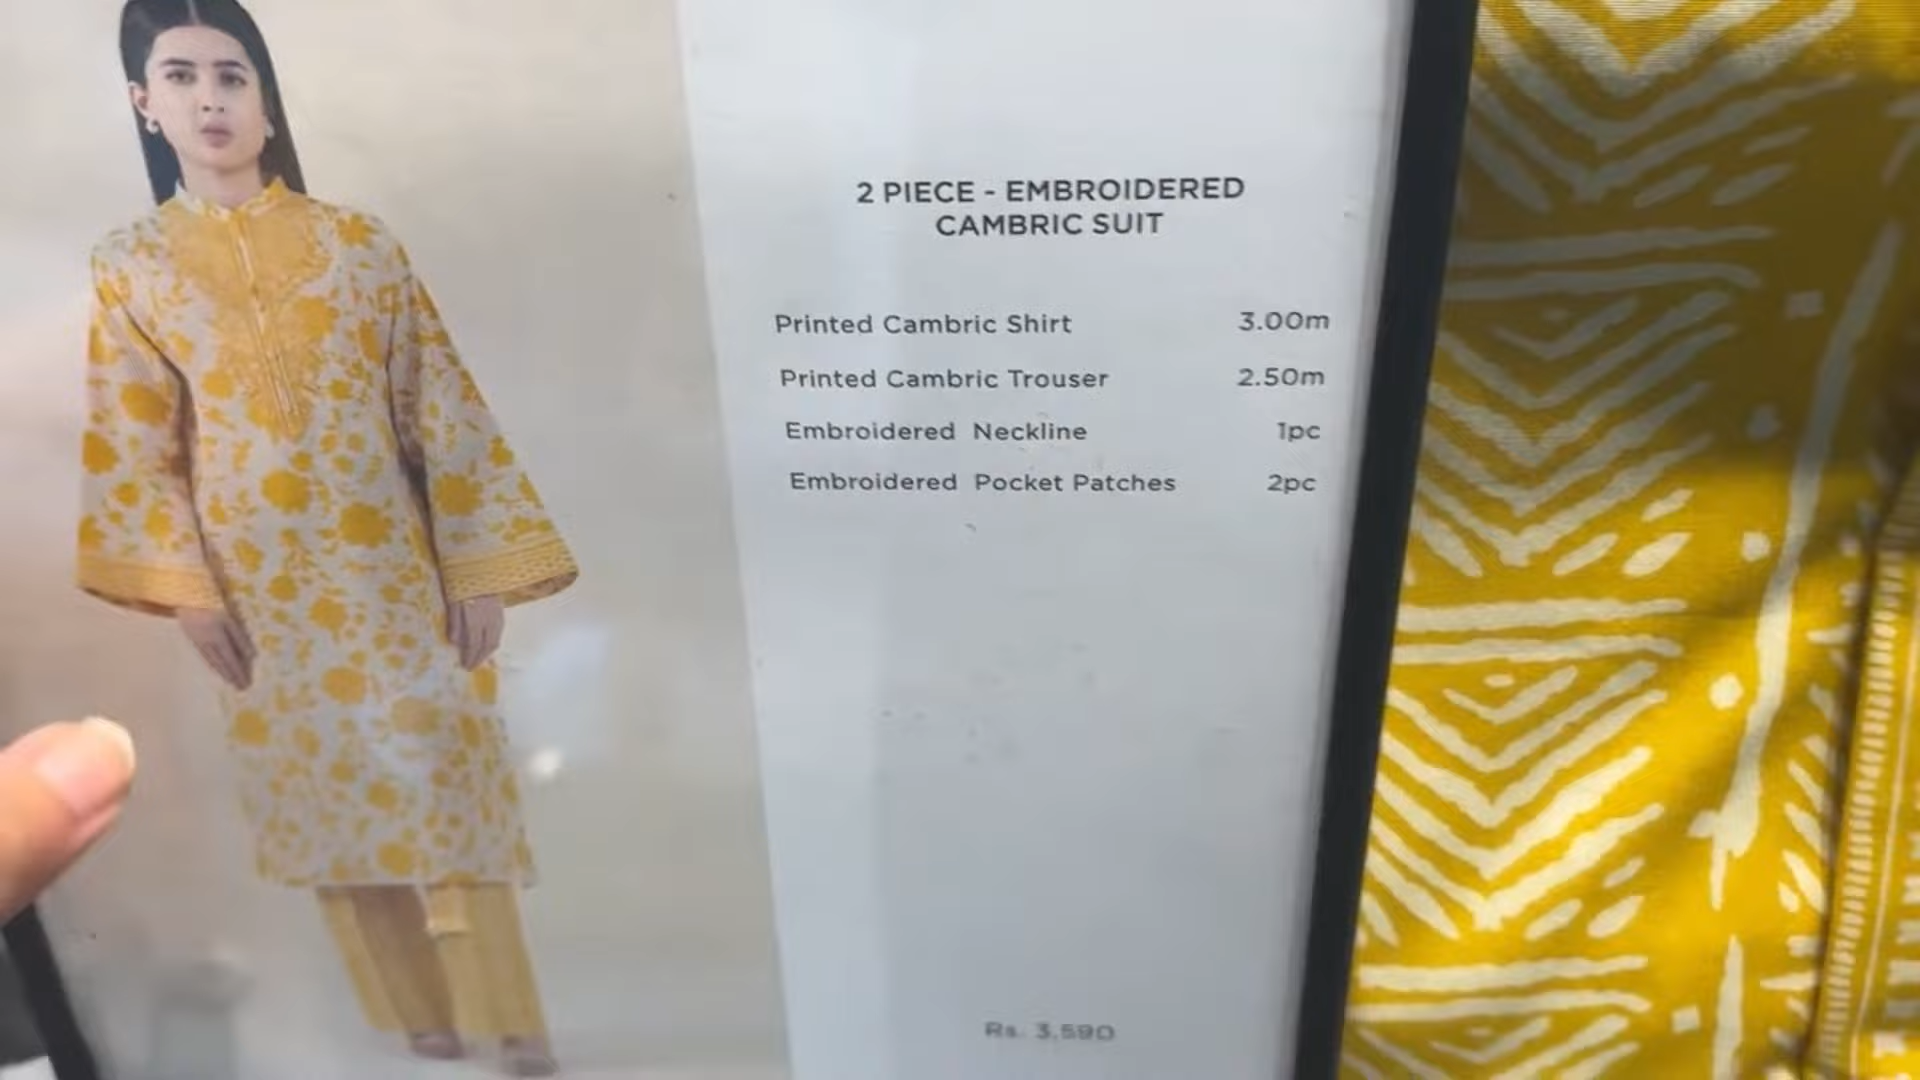 2 PIECE - EMBROIDERED
CAMBRIC SUIT
Printed Cambric Shirt 3.00m
Printed Cambric Trouser 2.50m
Embroidered Neckline 1pc
Embroidered Pocket Patches 2pc
Rs. 3,590